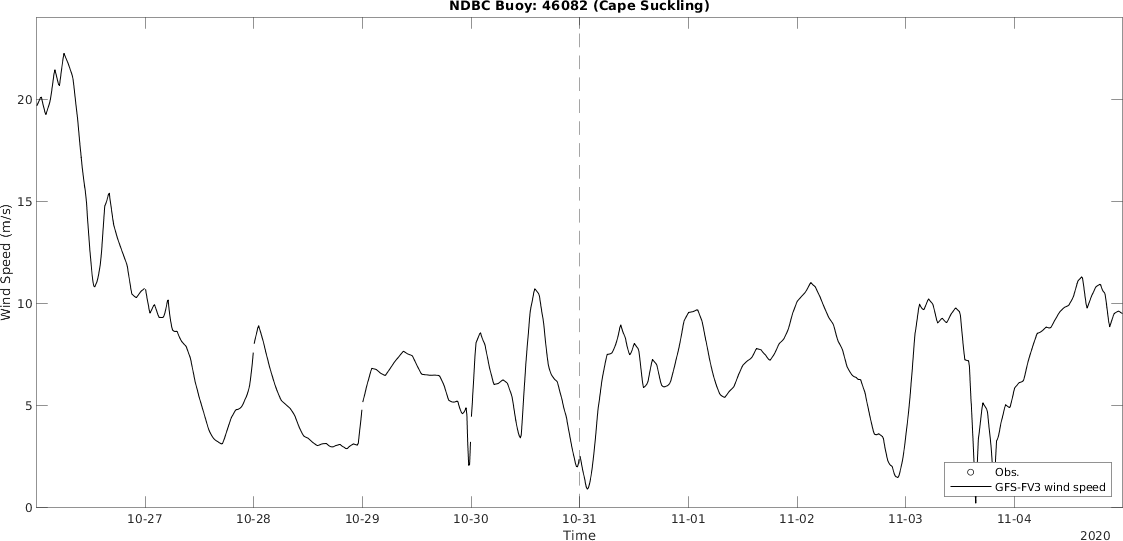 NDBC Buoy: 46082 (Cape Suckling)
Wind Speed (m/s)
20
15
10
5
0
Obs.
GFS-FV3 wind speed
10-27 10-28 10-29 10-30 10-31 11-01 11-02 11-03 11-04
Time
2020